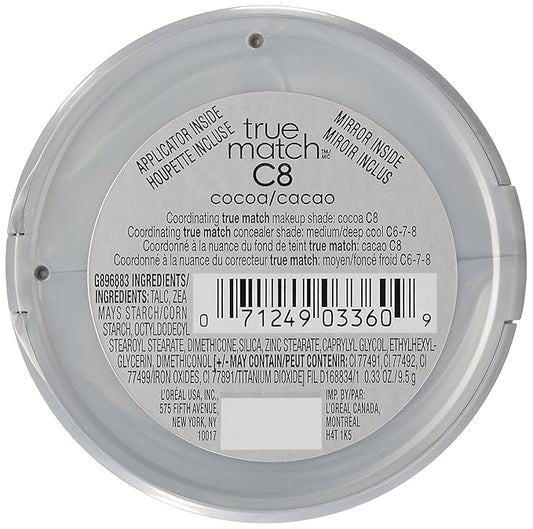 APPLICATOR INSIDE
HOUPETTE INCLUSE
MIRROR INSIDE
MIROIR INCLUS
true
match™/MC
C8
cocoa/cacao
Coordinating true match makeup shade: cocoa C8
Coordinating true match concealer shade: medium/deep cool C6-7-8
Coordonné à la nuance du fond de teint true match: cacao C8
Coordonné à la nuance du correcteur true match: moyen/foncé froid C6-7-8
G896883 INGREDIENTS/
INGRÉDIENTS: TALC, ZEA
MAYS STARCH/CORN
STARCH, OCTYLDODECYL
STEAROYL STEARATE, DIMETHICONE, SILICA, ZINC STEARATE, CAPRYLYL GLYCOL, ETHYLHEXYL-
GLYCERIN, DIMETHICONOL [+/- MAY CONTAIN/PEUT CONTENIR: CI 77491, CI 77492, CI
77499/IRON OXIDES, CI 77891/TITANIUM DIOXIDE] FIL D168834/1 0.33 OZ./9.5 g
0 71249 03360 9
L'ORÉAL USA, INC.,
575 FIFTH AVENUE,
NEW YORK, NY
10017
IMP. BY/PAR:
L'ORÉAL CANADA,
MONTRÉAL
H4T 1K5